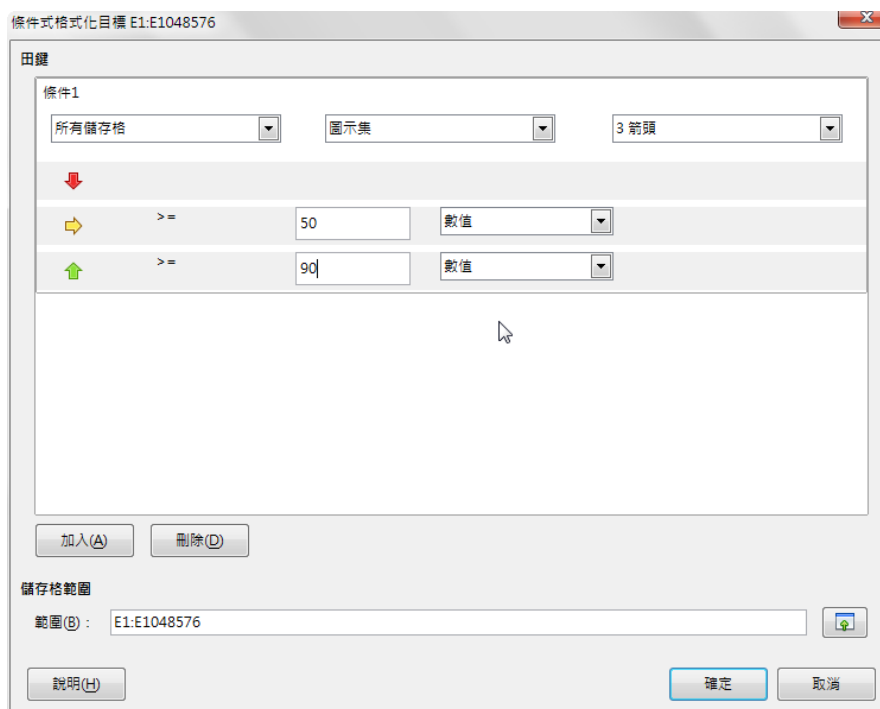 條件式格式化目標 E1:E1048576
田鍵
條件1
所有儲存格 圖示集 3 箭頭
>= 50 數值
>= 90 數值
加入(A) 刪除(D)
儲存格範圍
範圍(B)： E1:E1048576
說明(H) 確定 取消